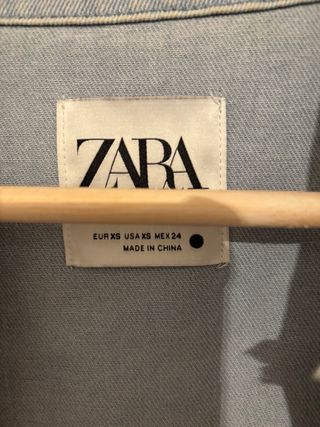 ZARA
EUR XS USA XS MEX 24
MADE IN CHINA